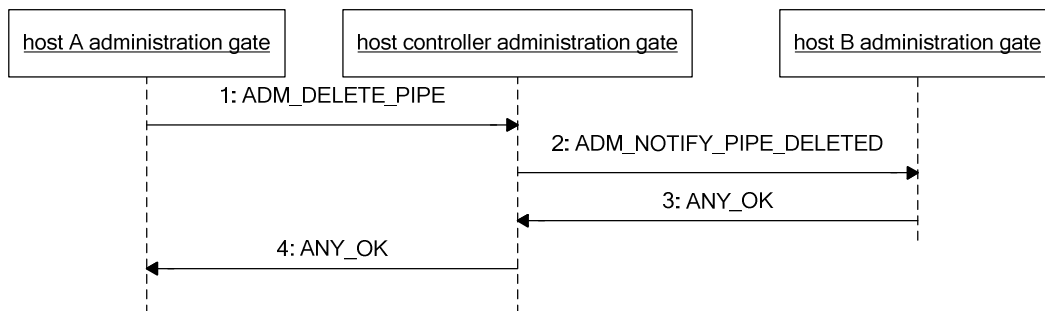 host A administration gate
host controller administration gate
host B administration gate
1: ADM_DELETE_PIPE
2: ADM_NOTIFY_PIPE_DELETED
3: ANY_OK
4: ANY_OK